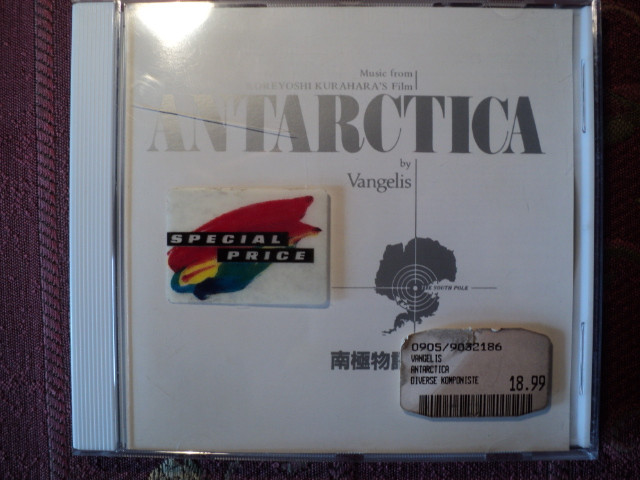 Music from
KOREYOSHI KURAHARA'S Film
ANTARCTICA
by
Vangelis
SPECIAL
PRICE
THE SOUTH POLE
南極物語
0905/9032186
VANGELIS
ANTARCTICA
DIVERSE KOMPONISTE
18.99